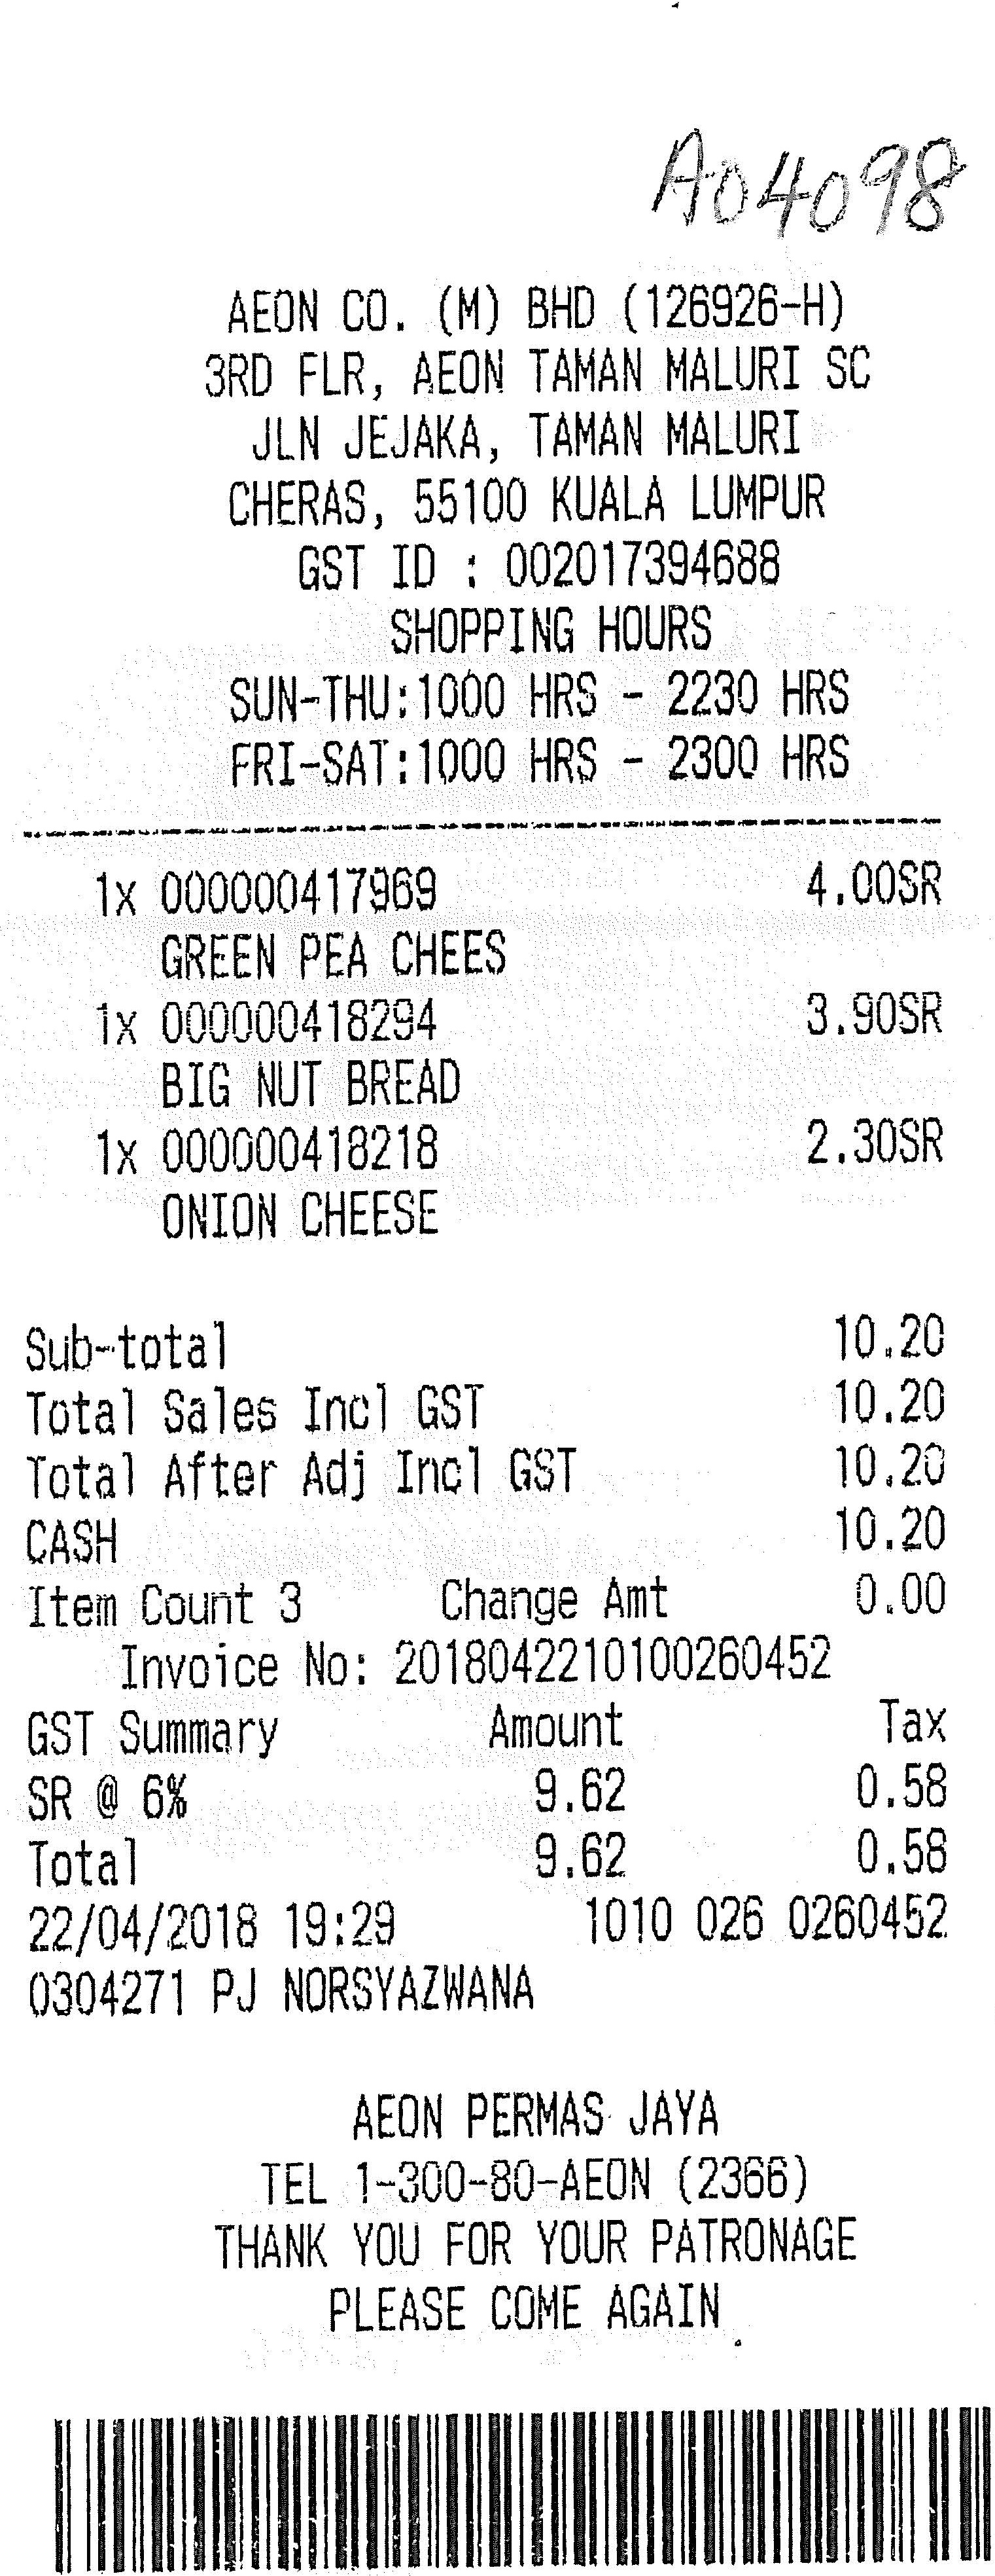 A04098
AEON CO. (M) BHD (126926-H)
3RD FLR, AEON TAMAN MALURI SC
JLN JEJAKA, TAMAN MALURI
CHERAS, 55100 KUALA LUMPUR
GST ID : 002017394688
SHOPPING HOURS
SUN-THU:1000 HRS - 2230 HRS
FRI-SAT:1000 HRS - 2300 HRS
1x 000000417969 4.00SR
GREEN PEA CHEES
1x 000000418294 3.90SR
BIG NUT BREAD
1x 000000418218 2.30SR
ONION CHEESE
Sub-total 10.20
Total Sales Incl GST 10.20
Total After Adj Incl GST 10.20
CASH 10.20
Item Count 3 Change Amt 0.00
Invoice No: 2018042210100260452
GST Summary Amount Tax
SR @ 6% 9.62 0.58
Total 9.62 0.58
22/04/2018 19:29 1010 026 0260452
0304271 PJ NORSYAZWANA
AEON PERMAS JAYA
TEL 1-300-80-AEON (2366)
THANK YOU FOR YOUR PATRONAGE
PLEASE COME AGAIN